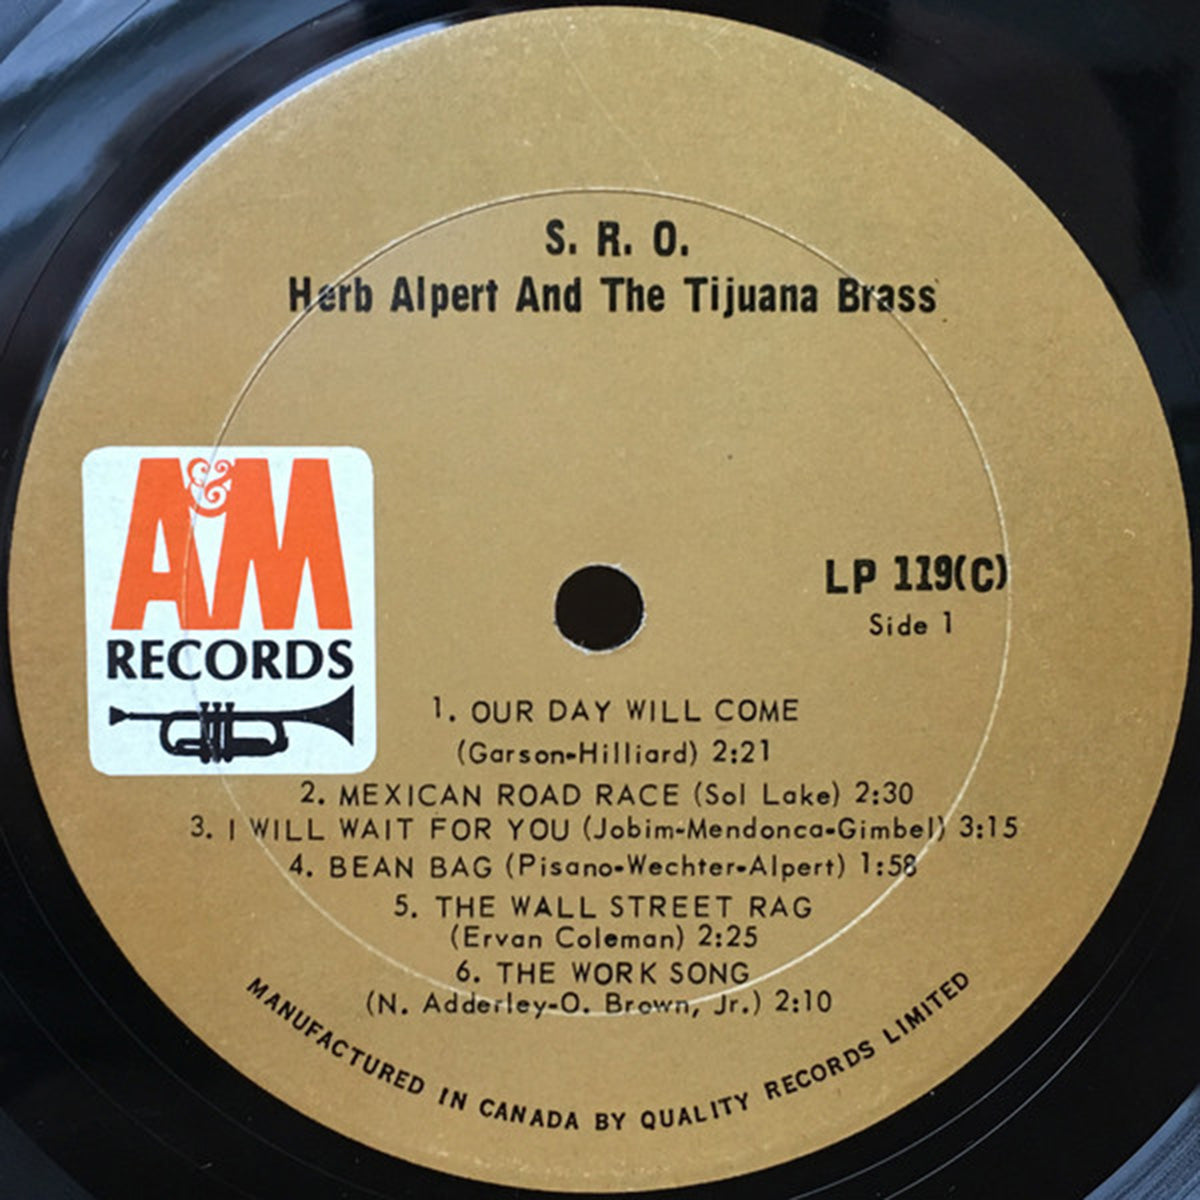 S. R. O.
Herb Alpert And The Tijuana Brass
A&M
RECORDS
LP 119(C)
Side 1
1. OUR DAY WILL COME
(Garson-Hilliard) 2:21
2. MEXICAN ROAD RACE (Sol Lake) 2:30
3. I WILL WAIT FOR YOU (Jobim-Mendonca-Gimbel) 3:15
4. BEAN BAG (Pisano-Wechter-Alpert) 1:58
5. THE WALL STREET RAG
(Ervan Coleman) 2:25
6. THE WORK SONG
(N. Adderley-O. Brown, Jr.) 2:10
MANUFACTURED IN CANADA BY QUALITY RECORDS LIMITED